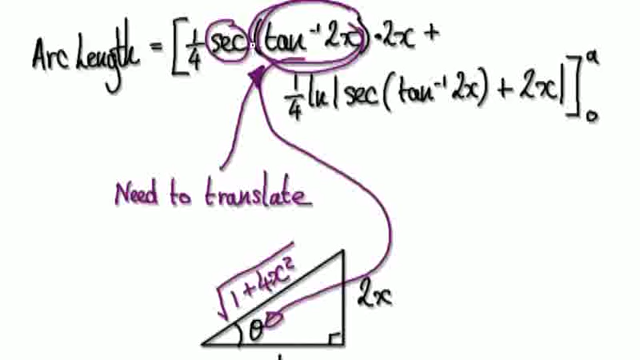 Arc Length = [ 1/4 sec (tan⁻¹ 2x) · 2x +
1/4 ln | sec (tan⁻¹ 2x) + 2x | ]₀ᵃ
Need to translate
√1+4x²
2x
θ